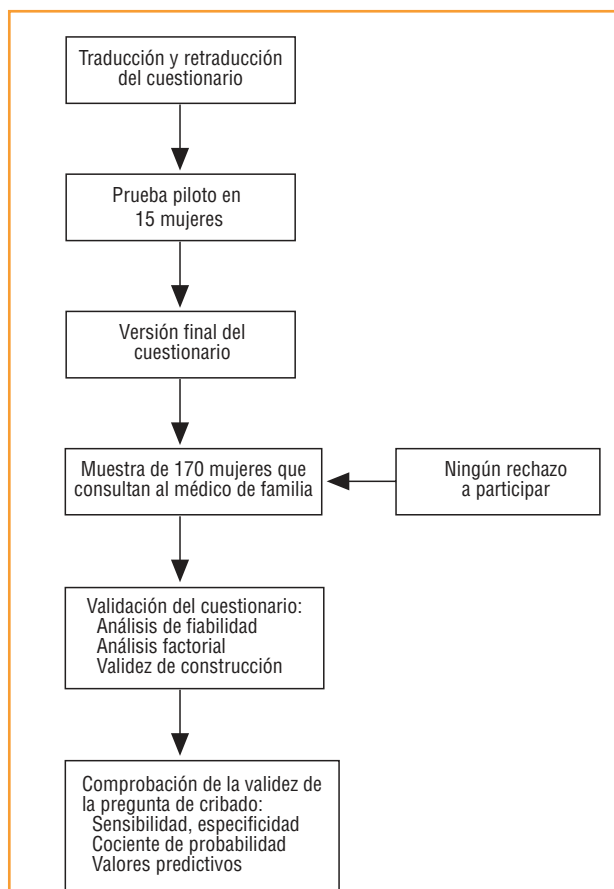 Traducción y retraducción
del cuestionario
Prueba piloto en
15 mujeres
Versión final del
cuestionario
Muestra de 170 mujeres que
consultan al médico de familia
Ningún rechazo
a participar
Validación del cuestionario:
Análisis de fiabilidad
Análisis factorial
Validez de construcción
Comprobación de la validez de
la pregunta de cribado:
Sensibilidad, especificidad
Cociente de probabilidad
Valores predictivos